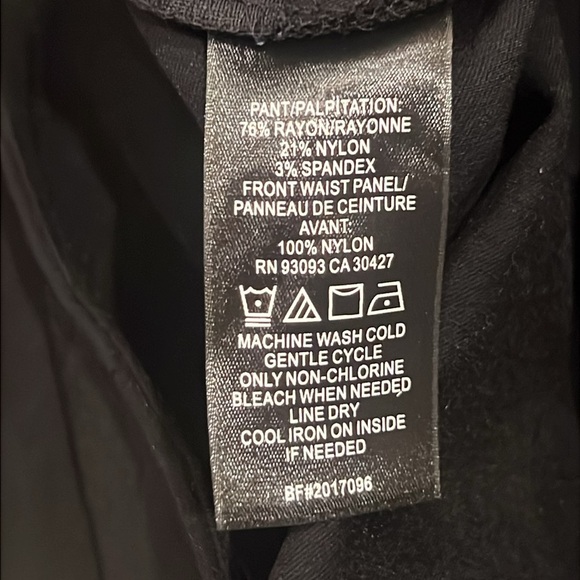 PANT/PALPITATION:
76% RAYON/RAYONNE
21% NYLON
3% SPANDEX
FRONT WAIST PANEL/
PANNEAU DE CEINTURE
AVANT:
100% NYLON
RN 93093 CA 30427
MACHINE WASH COLD
GENTLE CYCLE
ONLY NON-CHLORINE
BLEACH WHEN NEEDED
LINE DRY
COOL IRON ON INSIDE
IF NEEDED
BF#2017096